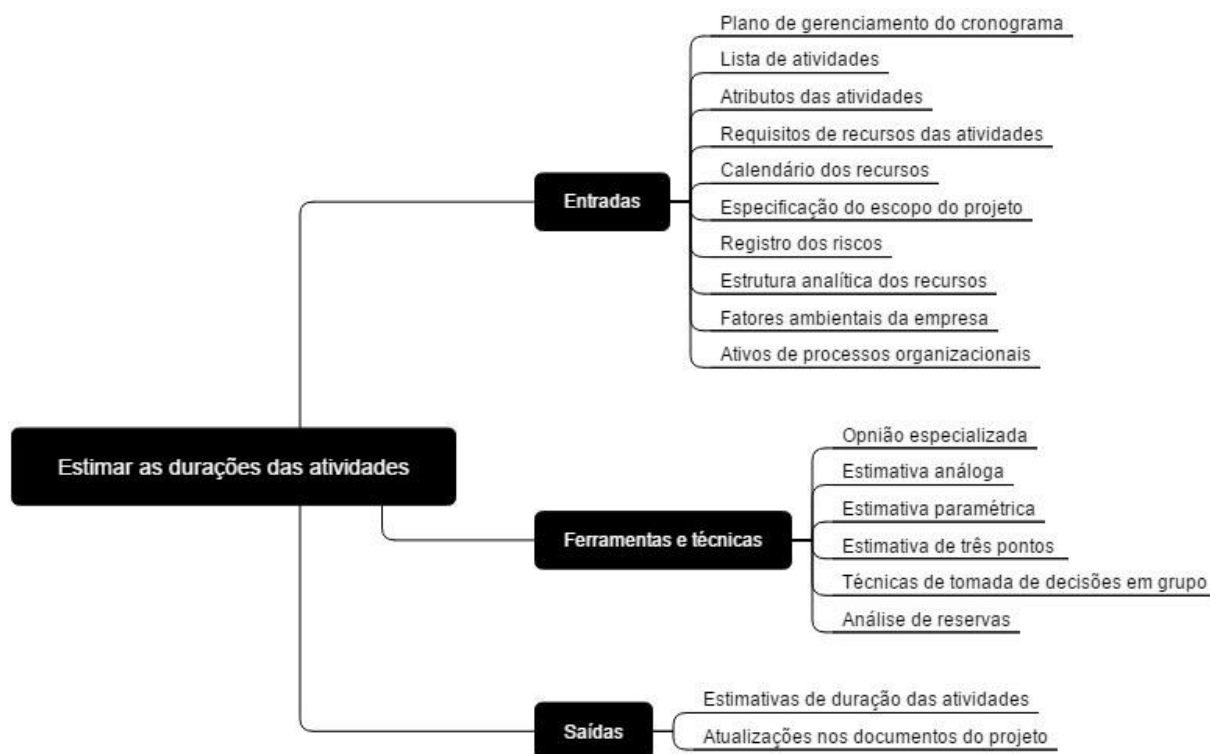 Estimar as durações das atividades
Entradas
Plano de gerenciamento do cronograma
Lista de atividades
Atributos das atividades
Requisitos de recursos das atividades
Calendário dos recursos
Especificação do escopo do projeto
Registro dos riscos
Estrutura analítica dos recursos
Fatores ambientais da empresa
Ativos de processos organizacionais
Ferramentas e técnicas
Opnião especializada
Estimativa análoga
Estimativa paramétrica
Estimativa de três pontos
Técnicas de tomada de decisões em grupo
Análise de reservas
Saídas
Estimativas de duração das atividades
Atualizações nos documentos do projeto